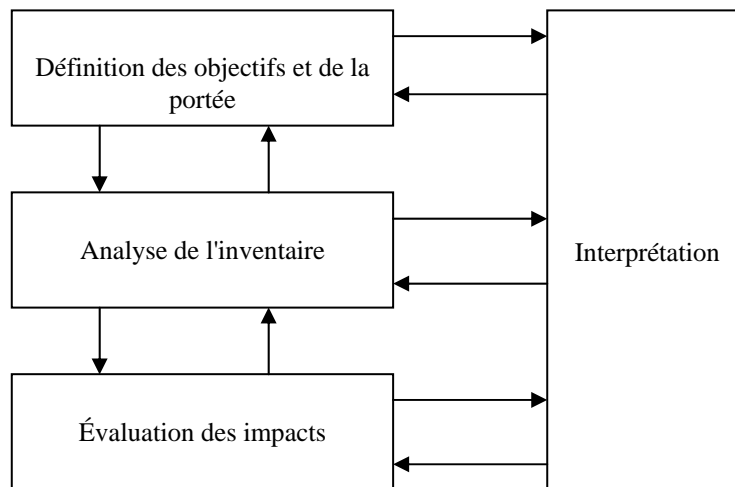 Définition des objectifs et de la
portée
Analyse de l'inventaire
Interprétation
Évaluation des impacts